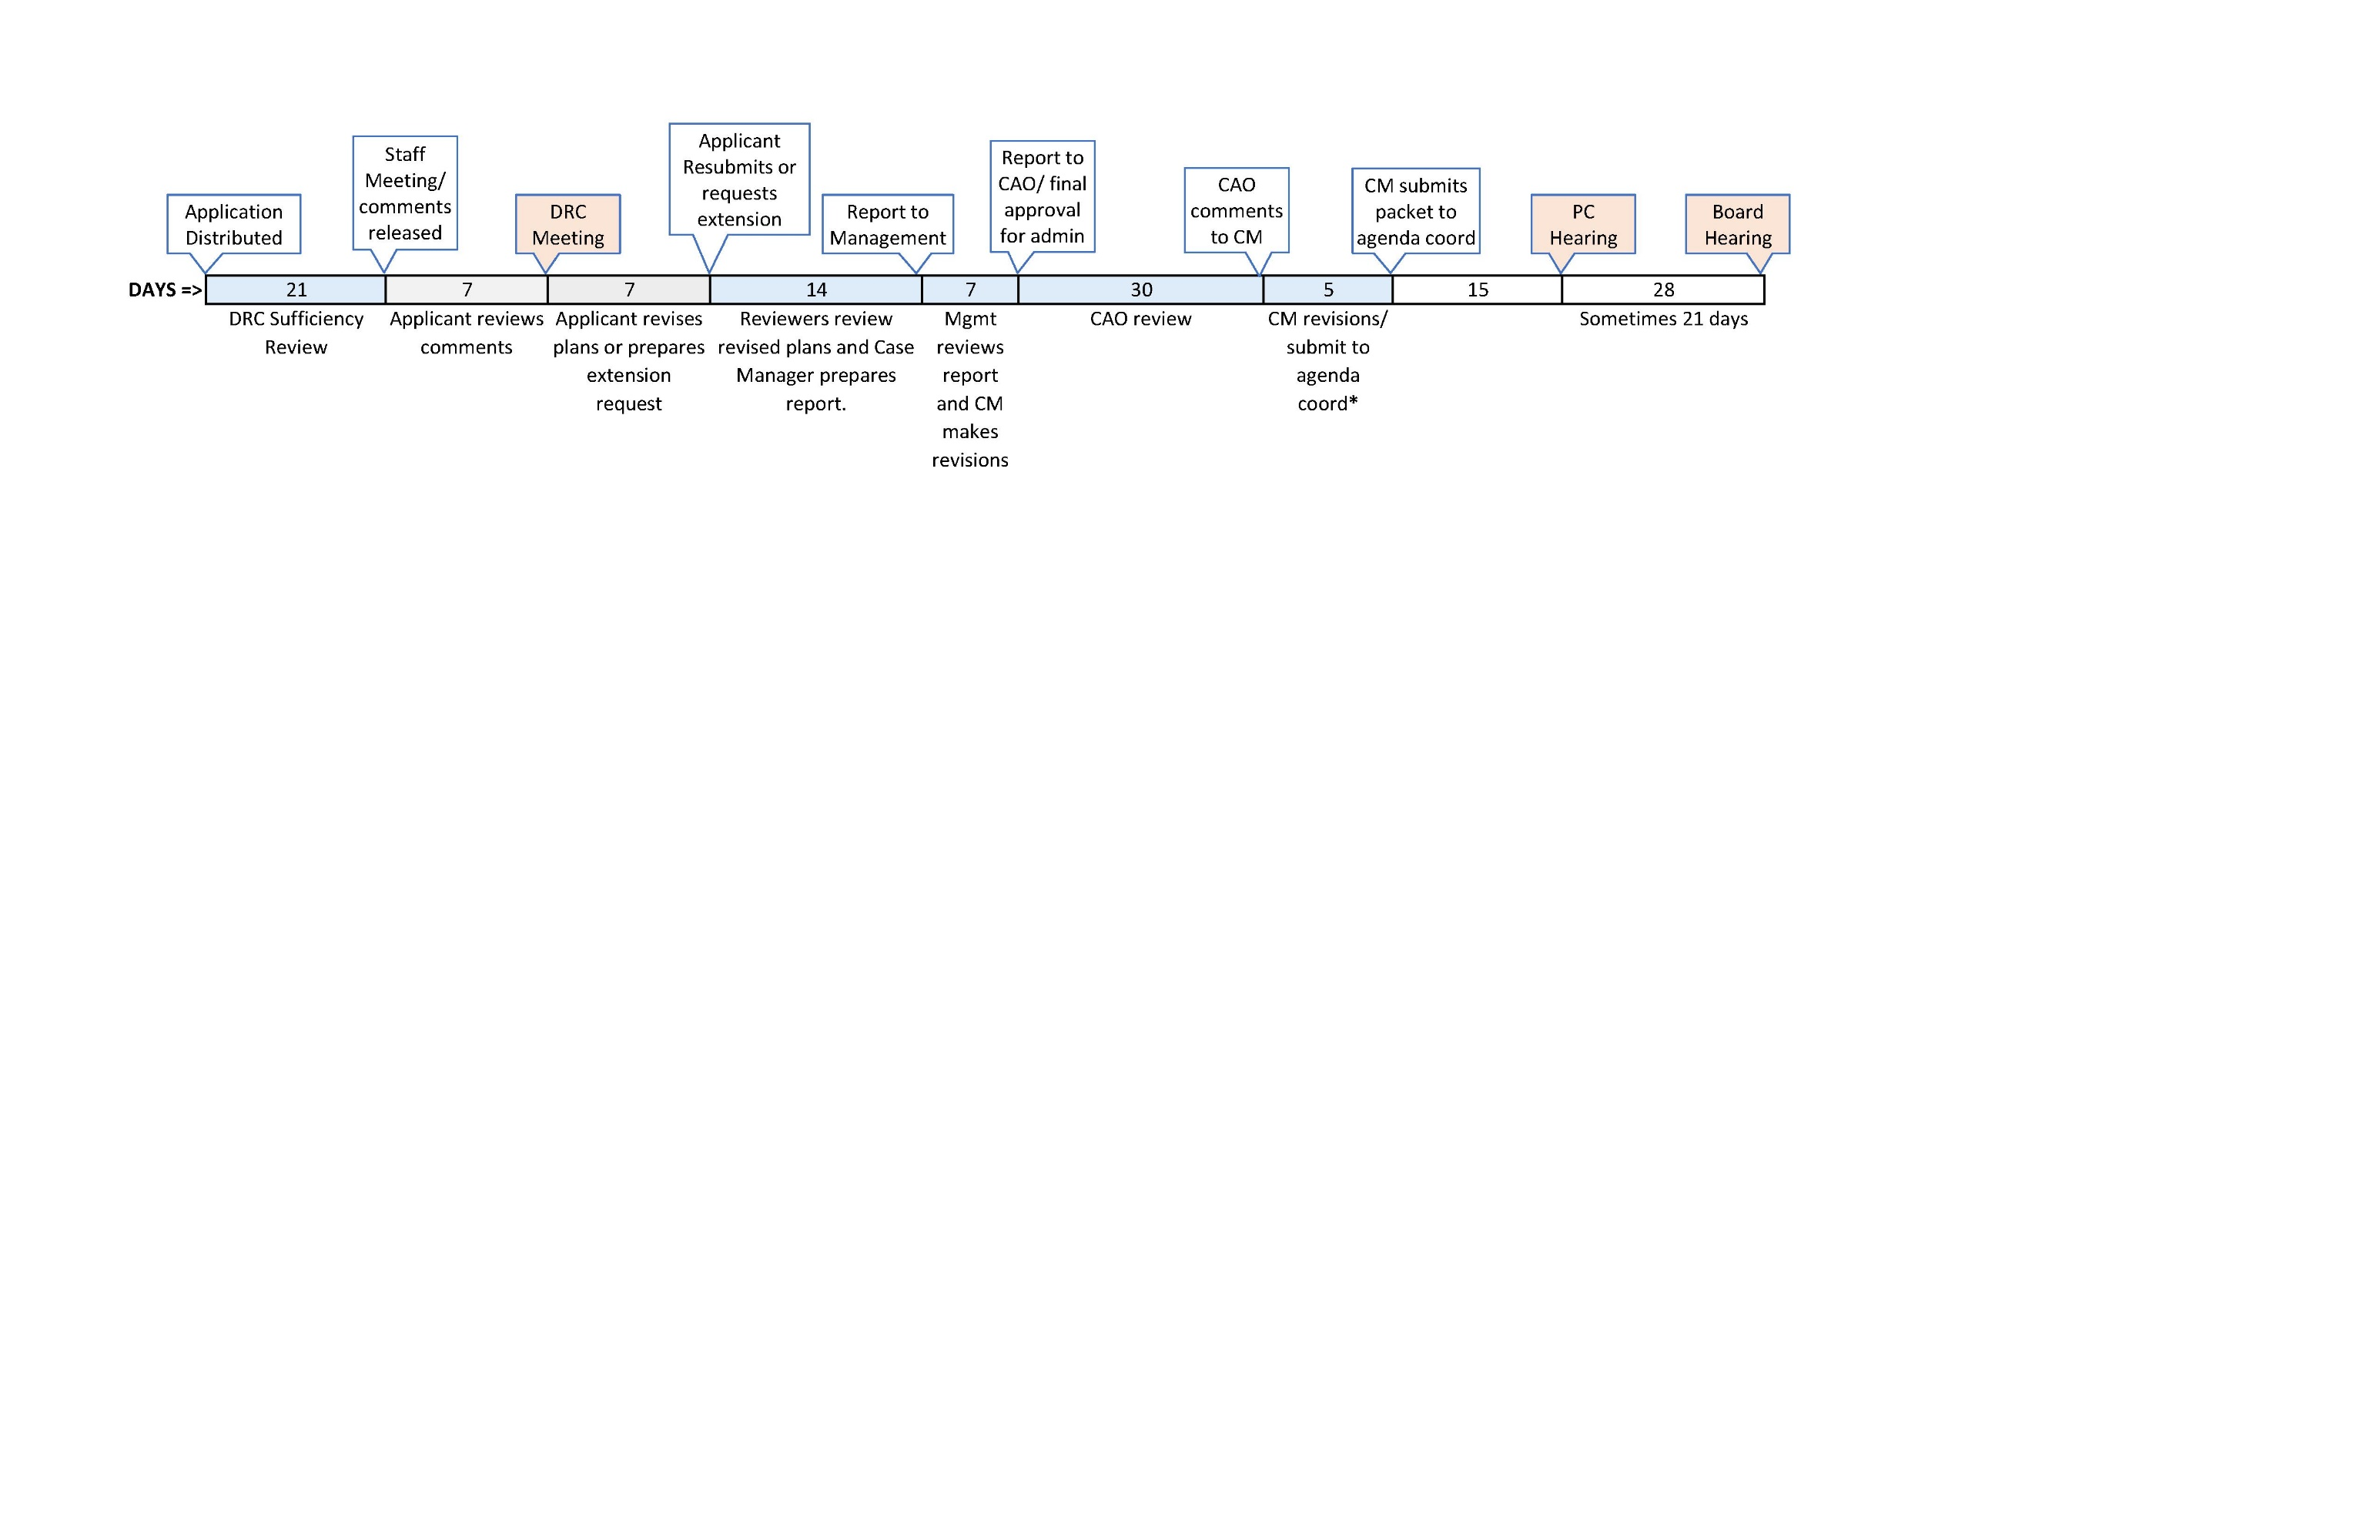 Application
Distributed
Staff
Meeting/
comments
released
DRC
Meeting
Applicant
Resubmits or
requests
extension
Report to
Management
Report to
CAO/ final
approval
for admin
CAO
comments
to CM
CM submits
packet to
agenda coord
PC
Hearing
Board
Hearing
DAYS => 21 7 7 14 7 30 5 15 28
DRC Sufficiency
Review
Applicant reviews
comments
Applicant revises
plans or prepares
extension
request
Reviewers review
revised plans and Case
Manager prepares
report.
Mgmt
reviews
report
and CM
makes
revisions
CAO review
CM revisions/
submit to
agenda
coord*
Sometimes 21 days